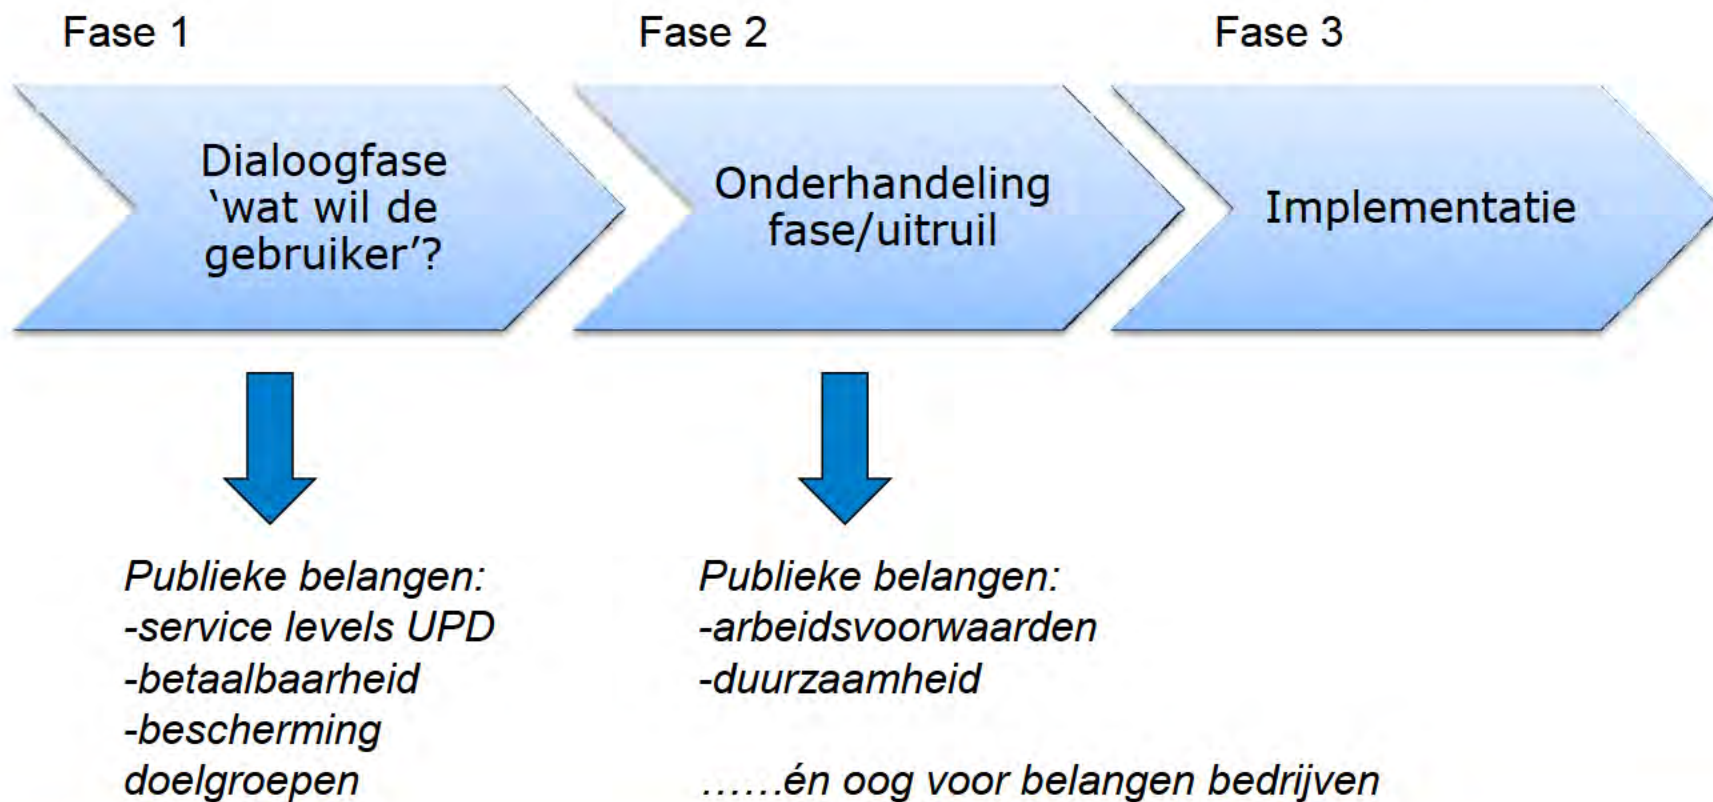 Fase 1
Fase 2
Fase 3
Dialoogfase
‘wat wil de
gebruiker’?
Onderhandeling
fase/uitruil
Implementatie
Publieke belangen:
-service levels UPD
-betaalbaarheid
-bescherming
doelgroepen
Publieke belangen:
-arbeidsvoorwaarden
-duurzaamheid
......én oog voor belangen bedrijven